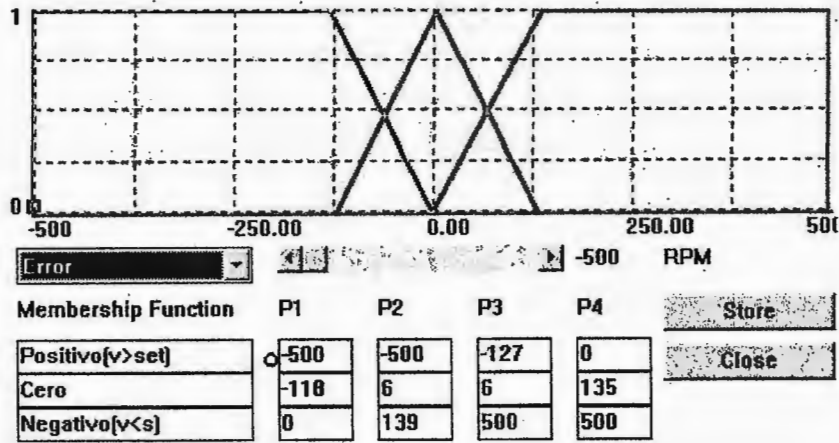 1
0
-500 -250.00 0.00 250.00 500
Error -500 RPM
Membership Function P1 P2 P3 P4 Store
Positivo[v>set] -500 -500 -127 0 Close
Cero -118 6 6 135
Negativo[v<s] 0 139 500 500